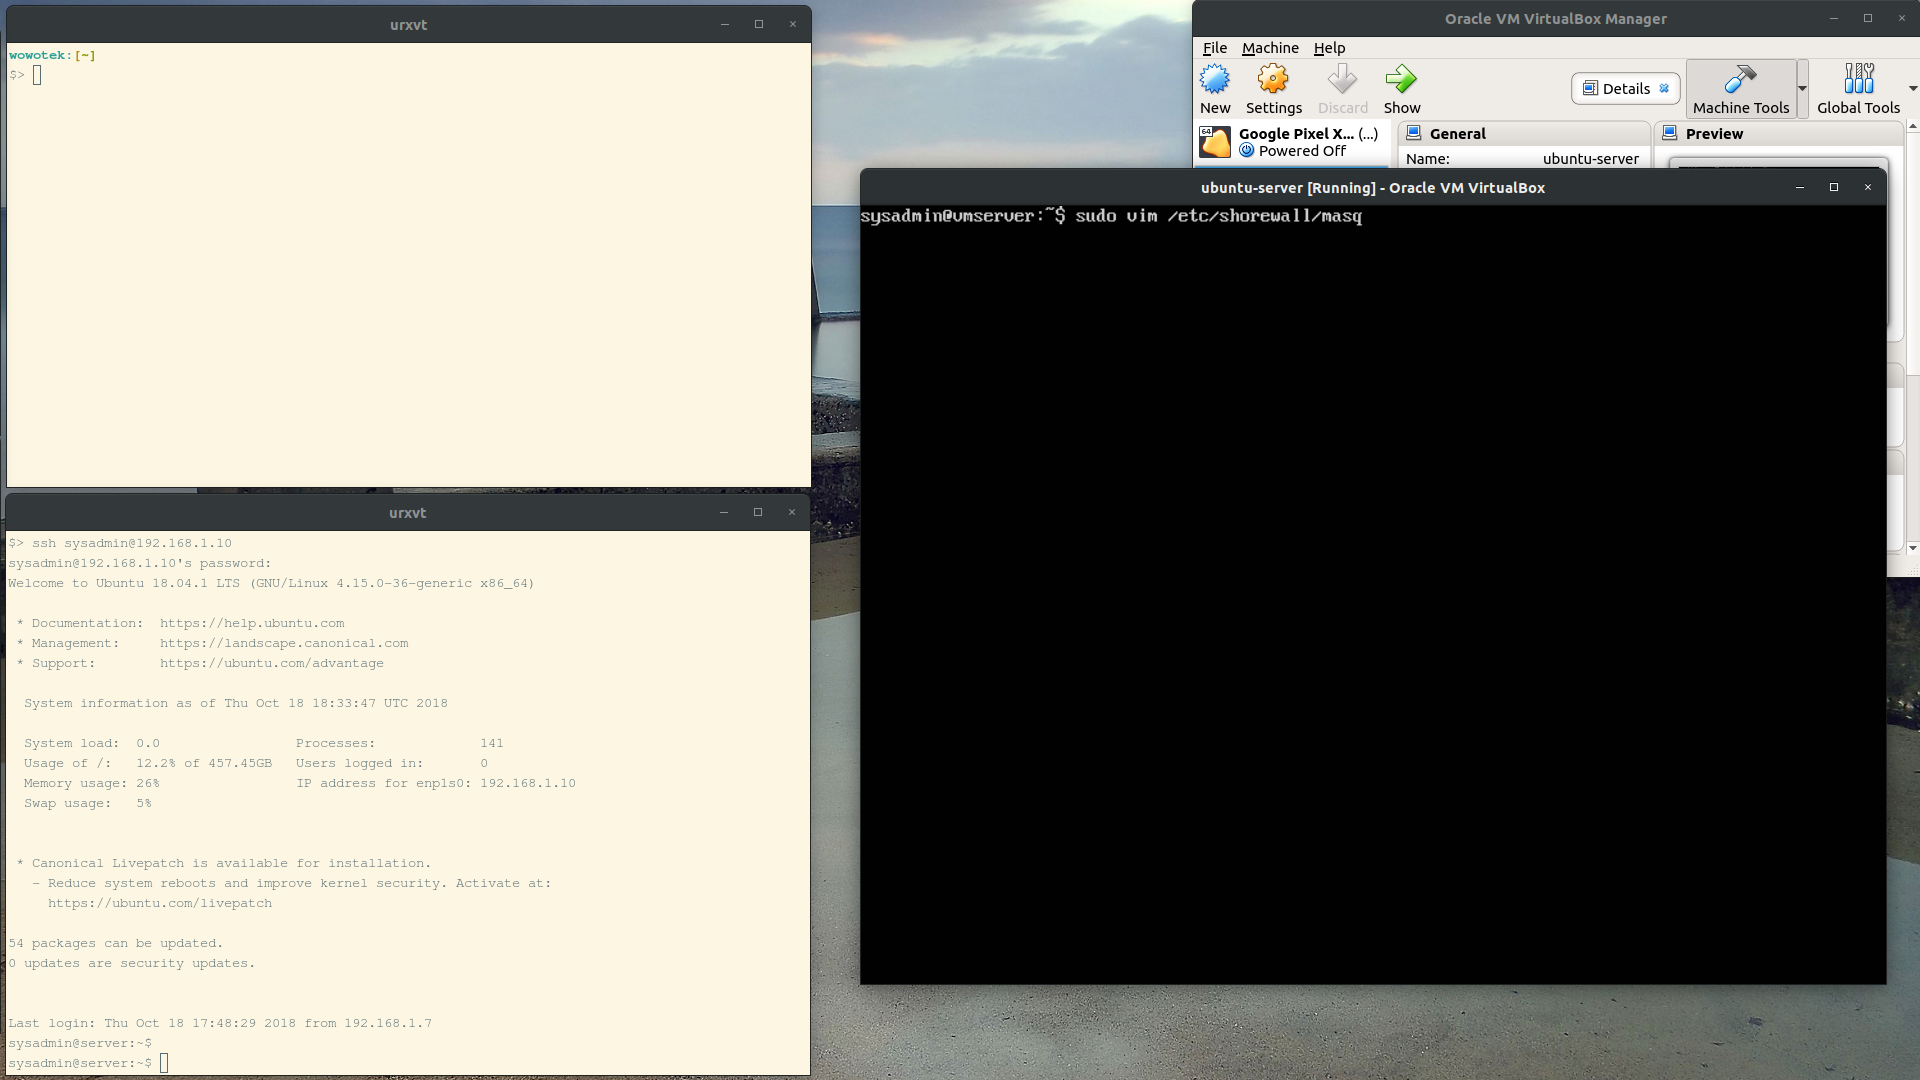 urxvt
wowotek:[~]
$>
urxvt
$> ssh sysadmin@192.168.1.10
sysadmin@192.168.1.10's password:
Welcome to Ubuntu 18.04.1 LTS (GNU/Linux 4.15.0-36-generic x86_64)
* Documentation:  https://help.ubuntu.com
* Management:     https://landscape.canonical.com
* Support:        https://ubuntu.com/advantage
System information as of Thu Oct 18 18:33:47 UTC 2018
System load:  0.0                 Processes:             141
Usage of /:   12.2% of 457.45GB   Users logged in:       0
Memory usage: 26%                 IP address for enp1s0: 192.168.1.10
Swap usage:   5%
* Canonical Livepatch is available for installation.
- Reduce system reboots and improve kernel security. Activate at:
https://ubuntu.com/livepatch
54 packages can be updated.
0 updates are security updates.
Last login: Thu Oct 18 17:48:29 2018 from 192.168.1.7
sysadmin@server:~$
sysadmin@server:~$
Oracle VM VirtualBox Manager
File Machine Help
New Settings Discard Show Details Machine Tools Global Tools
64
Google Pixel X... (...)
Powered Off
General
Name: ubuntu-server
Preview
ubuntu-server [Running] - Oracle VM VirtualBox
sysadmin@vmserver:~$ sudo vim /etc/shorewall/masq